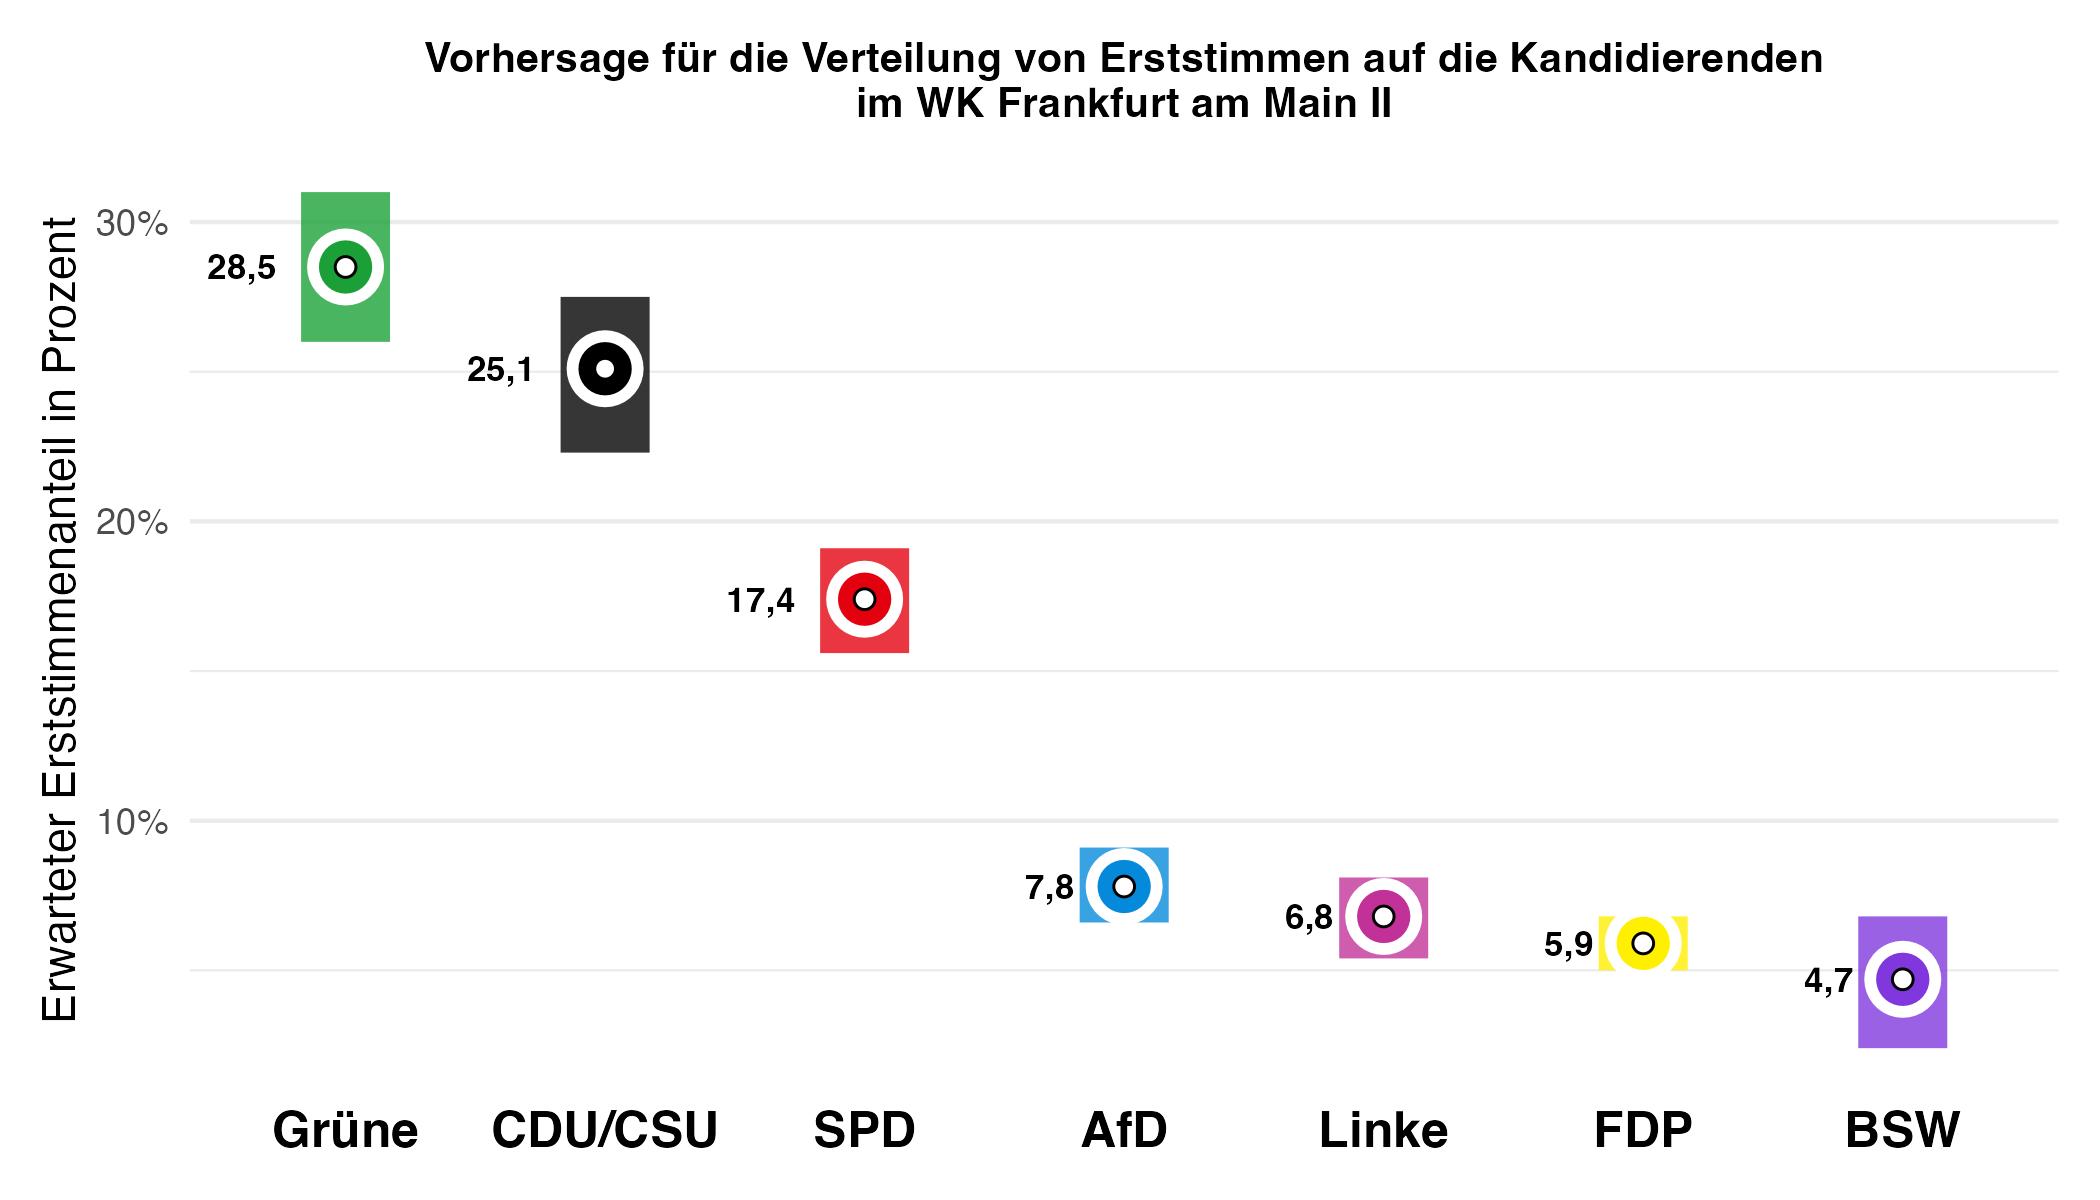 Vorhersage für die Verteilung von Erststimmen auf die Kandidierenden
im WK Frankfurt am Main II
Erwarteter Erststimmenanteil in Prozent
30%
20%
10%
28,5
25,1
17,4
7,8
6,8
5,9
4,7
Grüne
CDU/CSU
SPD
AfD
Linke
FDP
BSW